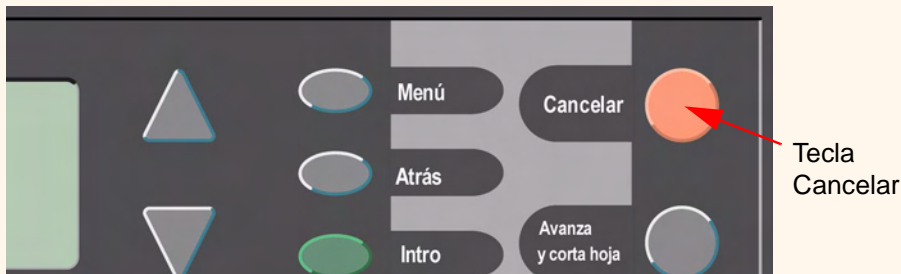 Menú
Cancelar
Atrás
Intro
Avanza
y corta hoja
Tecla
Cancelar